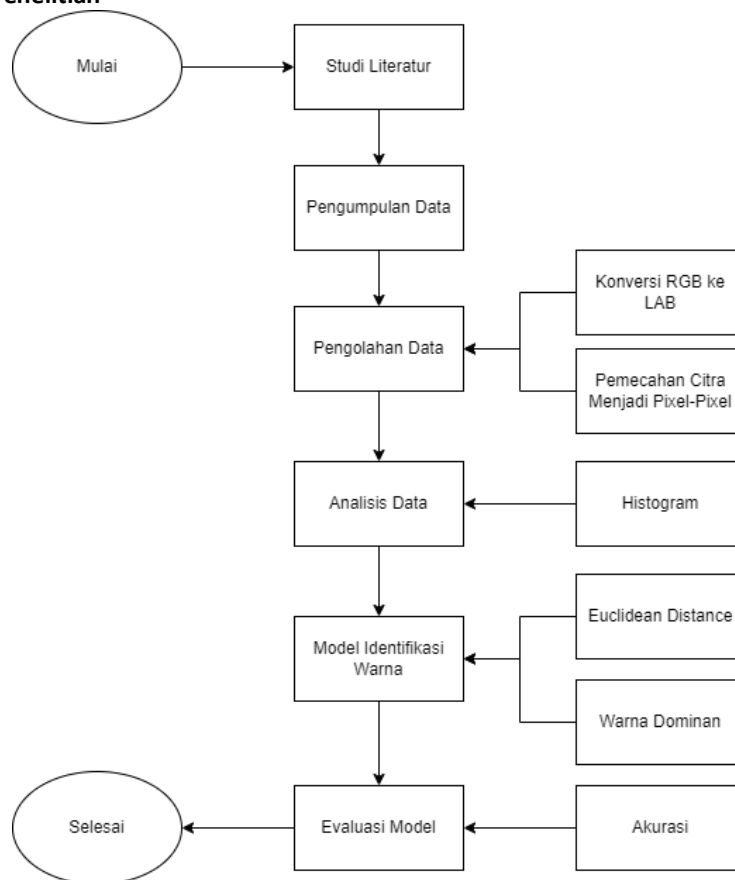 Mulai
Studi Literatur
Pengumpulan Data
Pengolahan Data
Konversi RGB ke
LAB
Pemecahan Citra
Menjadi Pixel-Pixel
Analisis Data
Histogram
Model Identifikasi
Warna
Euclidean Distance
Warna Dominan
Evaluasi Model
Akurasi
Selesai